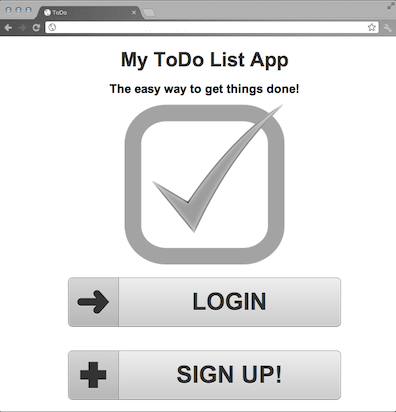 ToDo
My ToDo List App
The easy way to get things done!
LOGIN
SIGN UP!